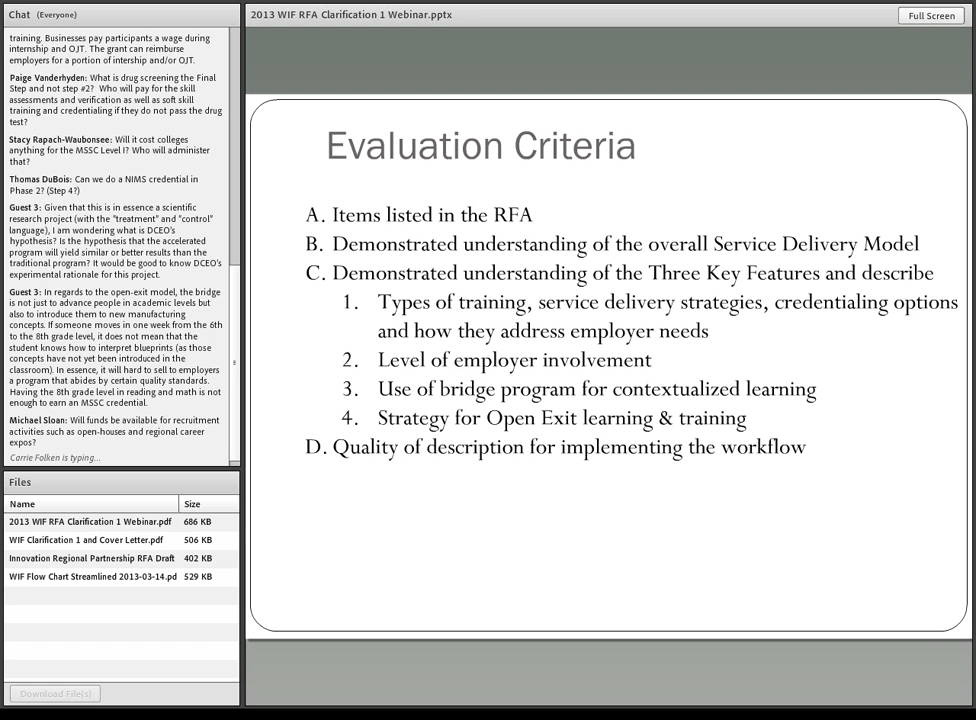 Chat (Everyone)
training. Businesses pay participants a wage during
internship and OJT. The grant can reimburse
employers for a portion of intership and/or OJT.
Paige Vanderhyden: What is drug screening the Final
Step and not step #2? Who will pay for the skill
assessments and verification as well as soft skill
training and credentialing if they do not pass the drug
test?
Stacy Rapach-Waubonsee: Will it cost colleges
anything for the MSSC Level I? Who will administer
that?
Thomas DuBois: Can we do a NIMS credential in
Phase 2? (Step 4?)
Guest 3: Given that this is in essence a scientific
research project (with the "treatment" and "control"
language), I am wondering what is DCEO's
hypothesis? Is the hypothesis that the accelerated
program will yield similar or better results than the
traditional program? It would be good to know DCEO's
experimental rationale for this project.
Guest 3: In regards to the open-exit model, the bridge
is not just to advance people in academic levels but
also to introduce them to new manufacturing
concepts. If someone moves in one week from the 6th
to the 8th grade level, it does not mean that the
student knows how to interpret blueprints (as those
concepts have not yet been introduced in the
classroom). In essence, it will hard to sell to employers
a program that abides by certain quality standards.
Having the 8th grade level in reading and math is not
enough to earn an MSSC credential.
Michael Sloan: Will funds be available for recruitment
activities such as open-houses and regional career
expos?
Carrie Folken is typing...
Files
Name Size
2013 WIF RFA Clarification 1 Webinar.pdf 686 KB
WIF Clarification 1 and Cover Letter.pdf 506 KB
Innovation Regional Partnership RFA Draft 402 KB
WIF Flow Chart Streamlined 2013-03-14.pd 529 KB
Download File(s)
2013 WIF RFA Clarification 1 Webinar.pptx
Full Screen
Evaluation Criteria
A. Items listed in the RFA
B. Demonstrated understanding of the overall Service Delivery Model
C. Demonstrated understanding of the Three Key Features and describe
1. Types of training, service delivery strategies, credentialing options
and how they address employer needs
2. Level of employer involvement
3. Use of bridge program for contextualized learning
4. Strategy for Open Exit learning & training
D. Quality of description for implementing the workflow